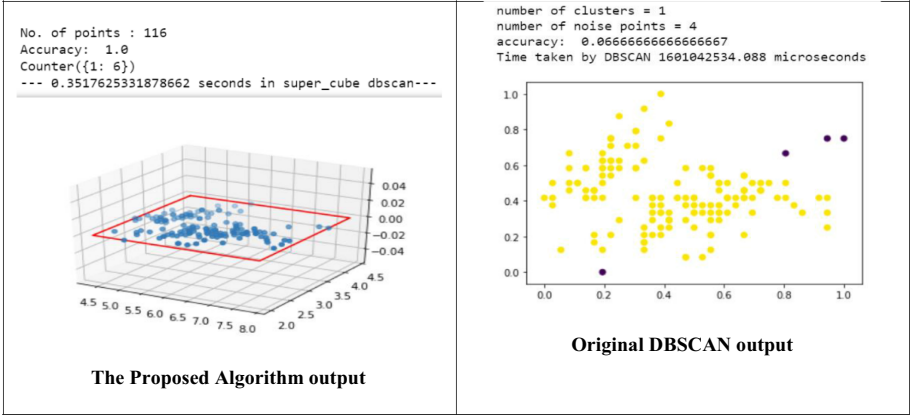 No. of points : 116
Accuracy:  1.0
Counter({1: 6})
--- 0.3517625331878662 seconds in super_cube dbscan---
0.04
0.02
0.00
−0.02
−0.04
4.5 5.0 5.5 6.0 6.5 7.0 7.5 8.0
2.0 2.5 3.0 3.5 4.0 4.5
The Proposed Algorithm output
number of clusters = 1
number of noise points = 4
accuracy:  0.06666666666666667
Time taken by DBSCAN 1601042534.088 microseconds
1.0
0.8
0.6
0.4
0.2
0.0
0.0 0.2 0.4 0.6 0.8 1.0
Original DBSCAN output